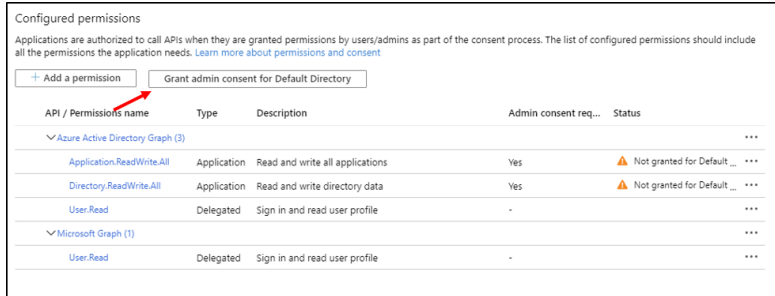 Configured permissions
Applications are authorized to call APIs when they are granted permissions by users/admins as part of the consent process. The list of configured permissions should include
all the permissions the application needs. Learn more about permissions and consent
+ Add a permission Grant admin consent for Default Directory
API / Permissions name Type Description Admin consent req... Status
Azure Active Directory Graph (3) ...
Application.ReadWrite.All Application Read and write all applications Yes Not granted for Default ... ...
Directory.ReadWrite.All Application Read and write directory data Yes Not granted for Default ... ...
User.Read Delegated Sign in and read user profile - ...
Microsoft Graph (1) ...
User.Read Delegated Sign in and read user profile - ...